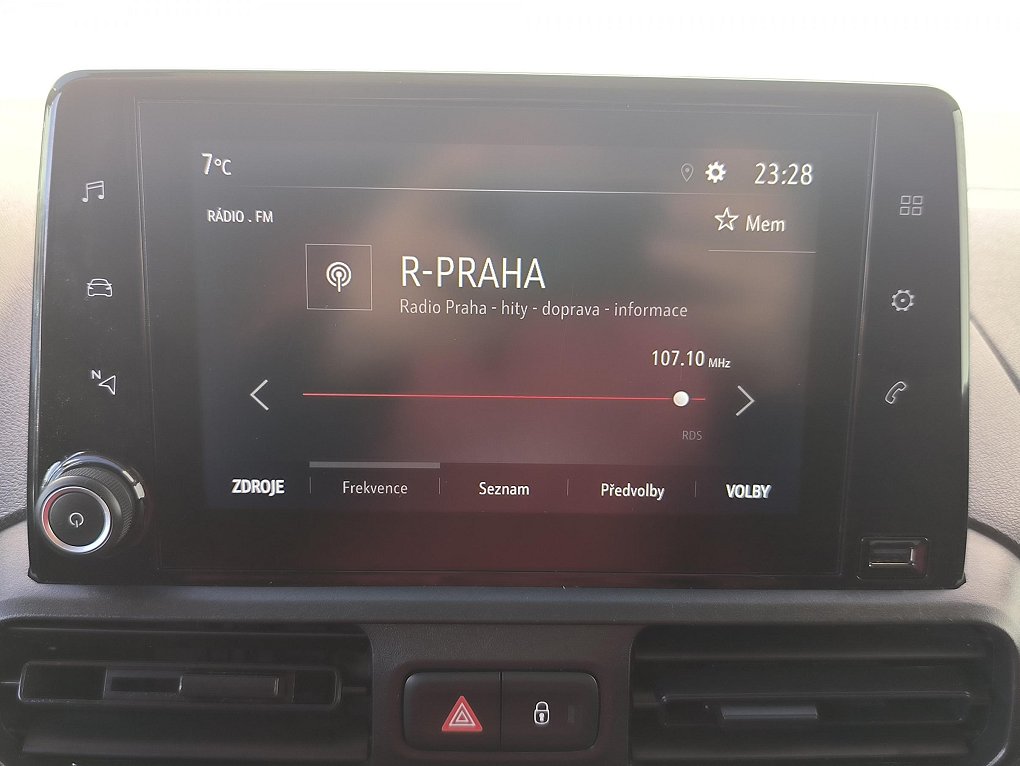 7°C
23:28
RÁDIO . FM
Mem
R-PRAHA
Radio Praha - hity - doprava - informace
107.10 MHz
N
RDS
ZDROJE Frekvence Seznam Předvolby VOLBY